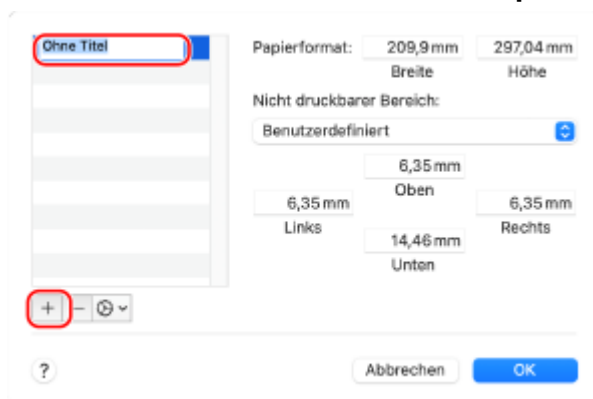 Ohne Titel
Papierformat: 209,9 mm 297,04 mm
Breite Höhe
Nicht druckbarer Bereich:
Benutzerdefiniert
6,35 mm
Oben
6,35 mm 6,35 mm
Links Rechts
14,46 mm
Unten
+ −
?
Abbrechen OK